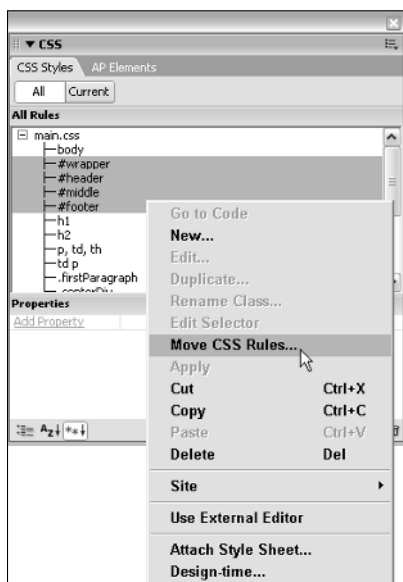 ▼ CSS
CSS Styles AP Elements
All Current
All Rules
main.css
body
#wrapper
#header
#middle
#footer
h1
h2
p, td, th
td p
.firstParagraph
.centerDiv
Properties
Add Property
Go to Code
New...
Edit...
Duplicate...
Rename Class...
Edit Selector
Move CSS Rules...
Apply
Cut Ctrl+X
Copy Ctrl+C
Paste Ctrl+V
Delete Del
Site
Use External Editor
Attach Style Sheet...
Design-time...
Az↓ **↓